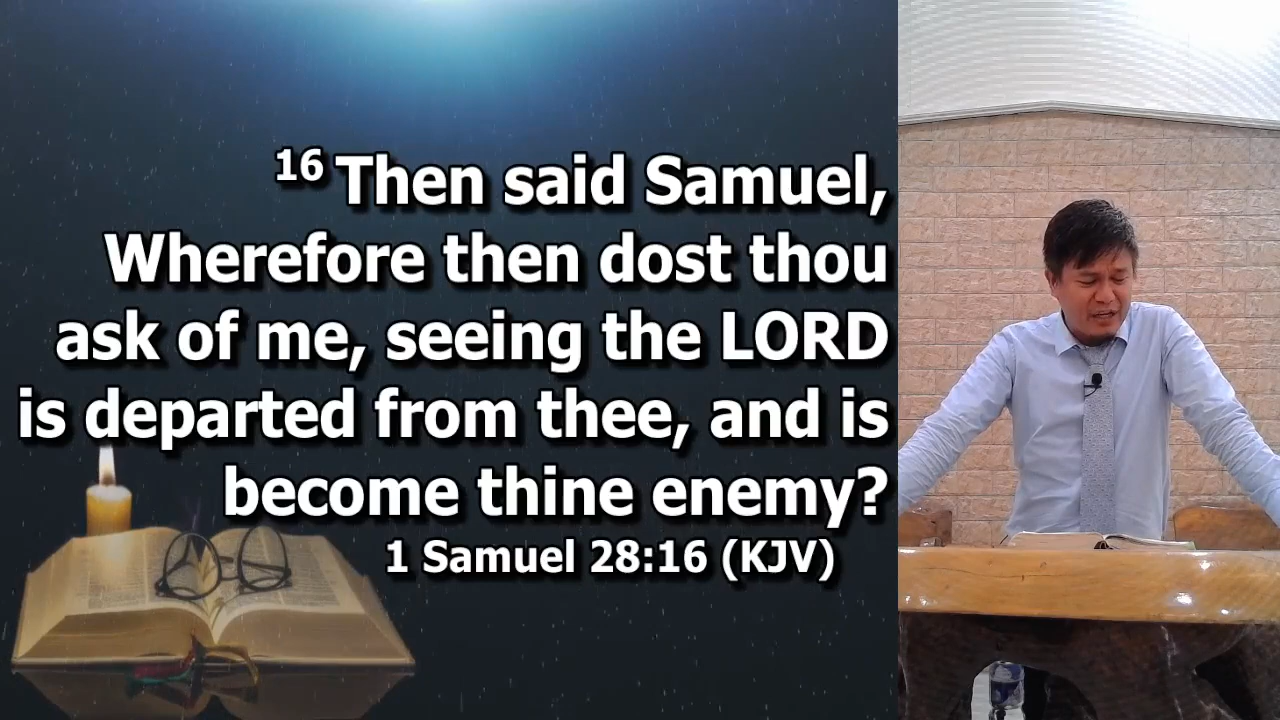 16 Then said Samuel,
Wherefore then dost thou
ask of me, seeing the LORD
is departed from thee, and is
become thine enemy?
1 Samuel 28:16 (KJV)